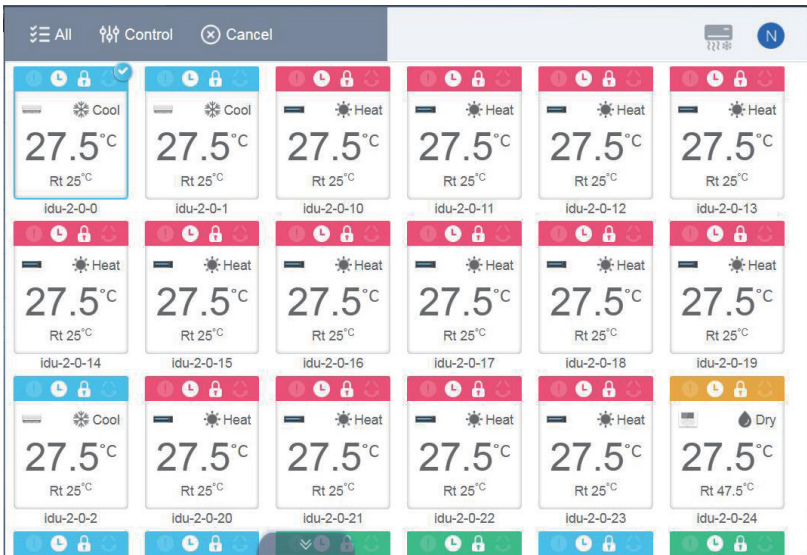 All Control Cancel N
Cool Cool Heat Heat Heat Heat
27.5°C 27.5°C 27.5°C 27.5°C 27.5°C 27.5°C
Rt 25°C Rt 25°C Rt 25°C Rt 25°C Rt 25°C Rt 25°C
idu-2-0-0 idu-2-0-1 idu-2-0-10 idu-2-0-11 idu-2-0-12 idu-2-0-13
Heat Heat Heat Heat Heat Heat
27.5°C 27.5°C 27.5°C 27.5°C 27.5°C 27.5°C
Rt 25°C Rt 25°C Rt 25°C Rt 25°C Rt 25°C Rt 25°C
idu-2-0-14 idu-2-0-15 idu-2-0-16 idu-2-0-17 idu-2-0-18 idu-2-0-19
Cool Heat Heat Heat Heat Dry
27.5°C 27.5°C 27.5°C 27.5°C 27.5°C 27.5°C
Rt 25°C Rt 25°C Rt 25°C Rt 25°C Rt 25°C Rt 47.5°C
idu-2-0-2 idu-2-0-20 idu-2-0-21 idu-2-0-22 idu-2-0-23 idu-2-0-24